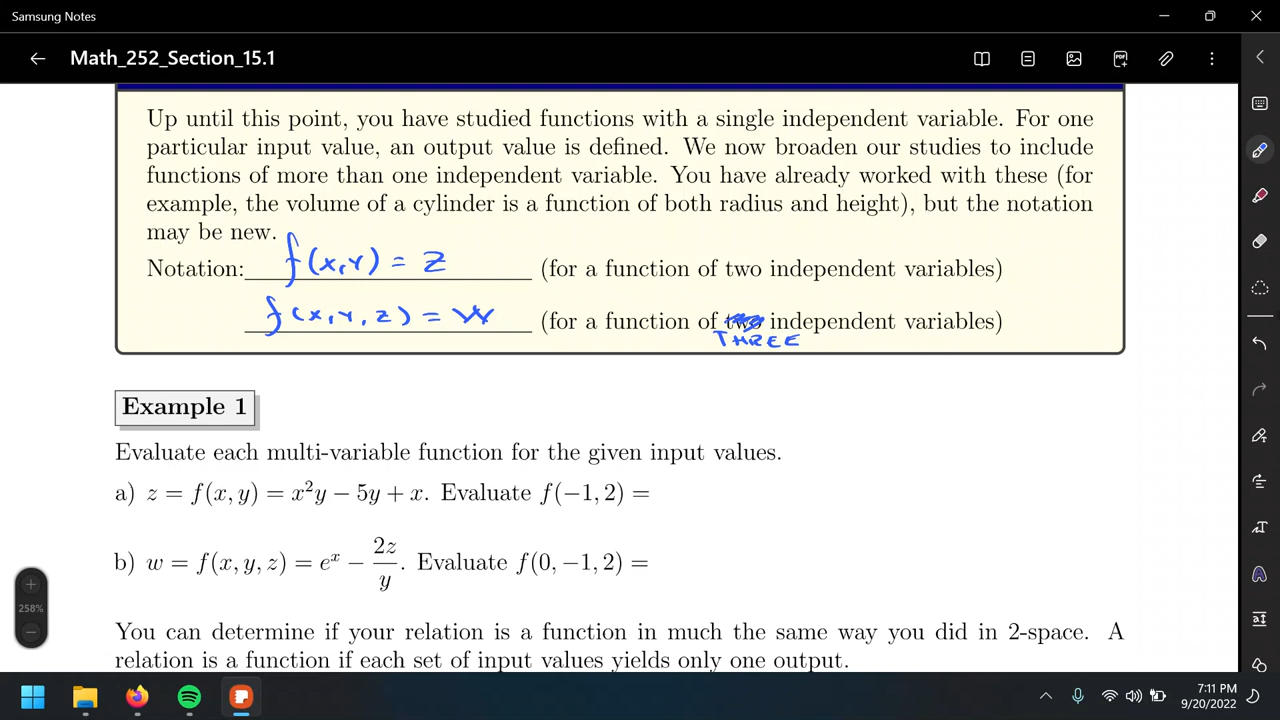 Samsung Notes
Math_252_Section_15.1
Up until this point, you have studied functions with a single independent variable. For one
particular input value, an output value is defined. We now broaden our studies to include
functions of more than one independent variable. You have already worked with these (for
example, the volume of a cylinder is a function of both radius and height), but the notation
may be new.
Notation: f(x,y) = z (for a function of two independent variables)
f(x,y,z) = w (for a function of two independent variables)
THREE
Example 1
Evaluate each multi-variable function for the given input values.
a) z = f(x, y) = x²y − 5y + x. Evaluate f(−1, 2) =
b) w = f(x, y, z) = eˣ − 2z/y. Evaluate f(0, −1, 2) =
You can determine if your relation is a function in much the same way you did in 2-space. A
relation is a function if each set of input values yields only one output.
258%
7:11 PM
9/20/2022